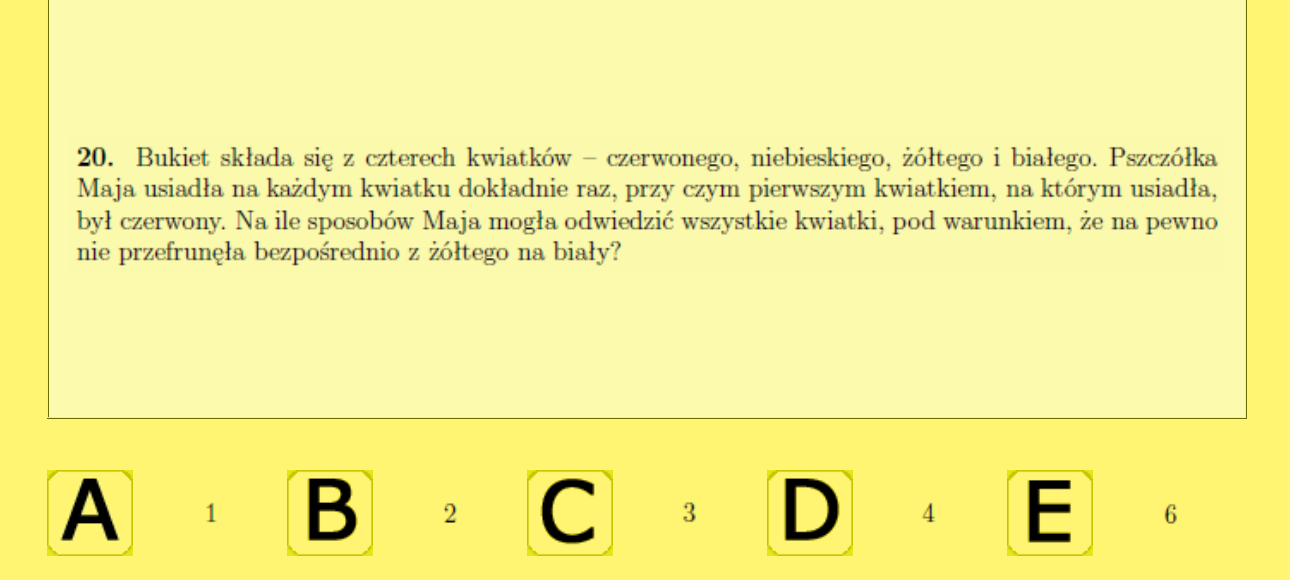 20. Bukiet składa się z czterech kwiatków – czerwonego, niebieskiego, żółtego i białego. Pszczółka
Maja usiadła na każdym kwiatku dokładnie raz, przy czym pierwszym kwiatkiem, na którym usiadła,
był czerwony. Na ile sposobów Maja mogła odwiedzić wszystkie kwiatki, pod warunkiem, że na pewno
nie przefrunęła bezpośrednio z żółtego na biały?
A 1 B 2 C 3 D 4 E 6